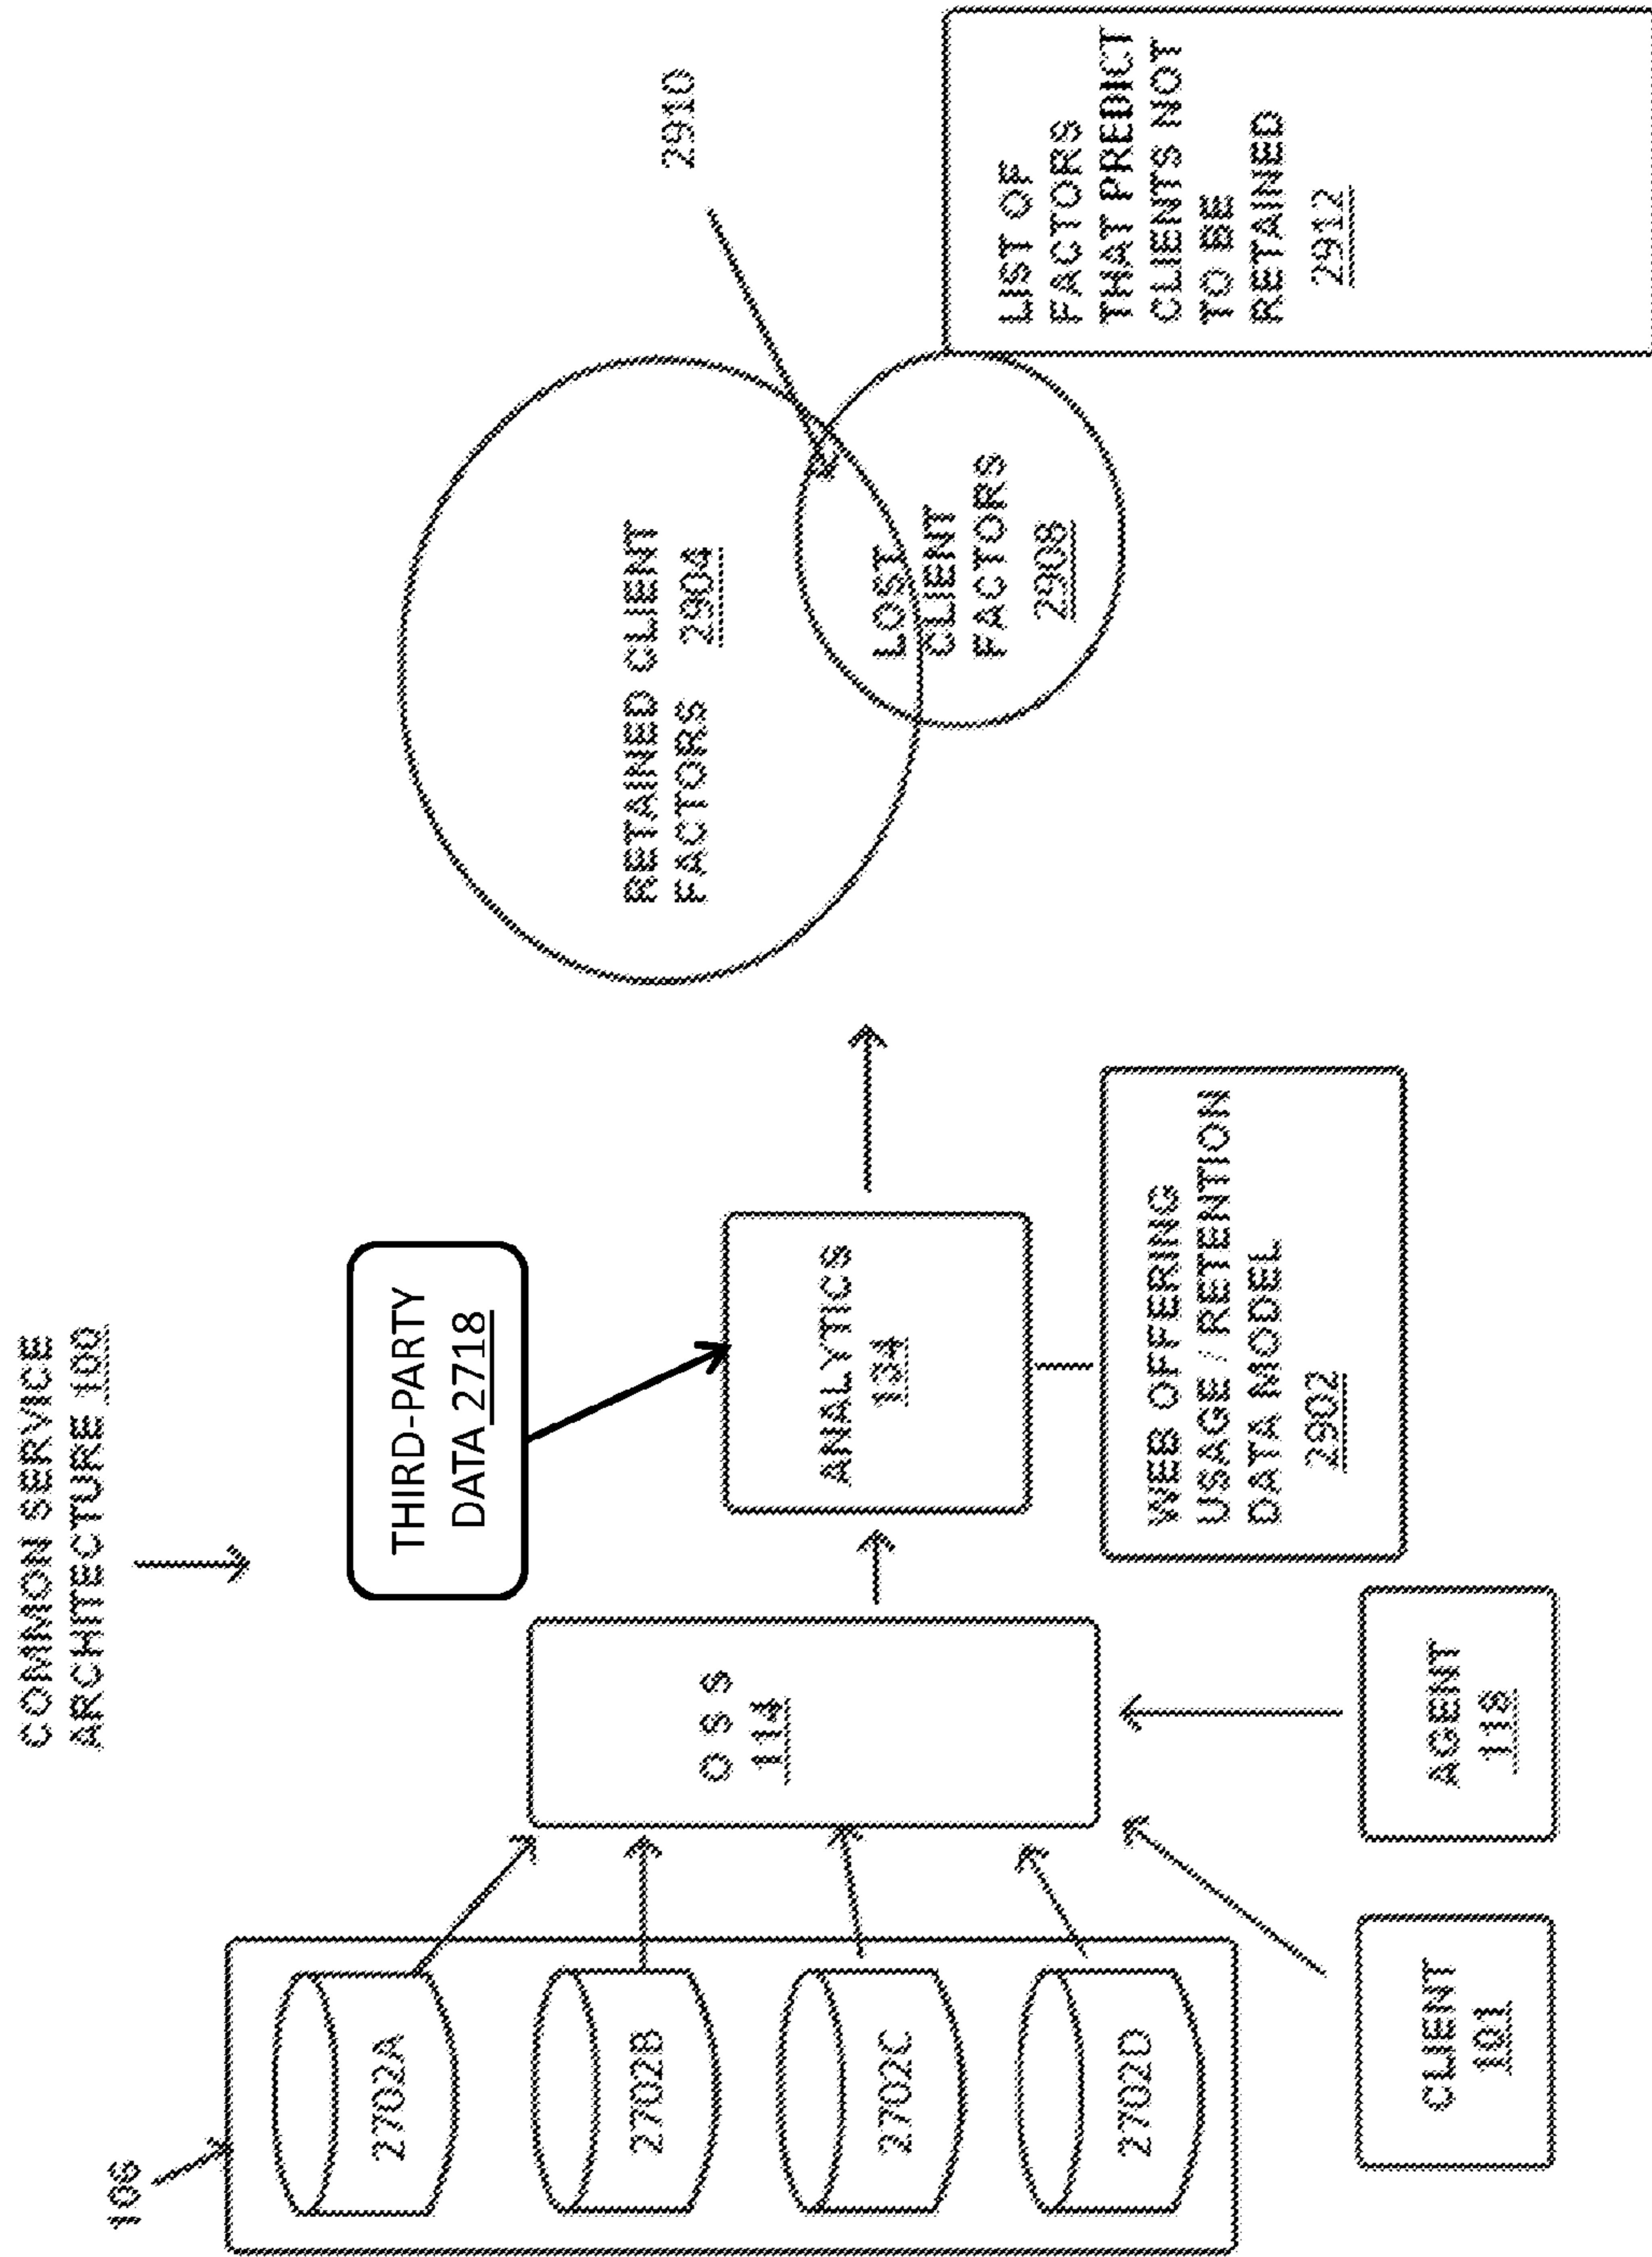 COMMON SERVICE
ARCHITECTURE 100
106
2702A
2702B
2702C
2702D
CLIENT
101
AGENT
118
O S S
114
THIRD-PARTY
DATA 2718
ANALYTICS
134
WEB OFFERING
USAGE / RETENTION
DATA MODEL
2902
RETAINED CLIENT
FACTORS 2904
LOST
CLIENT
FACTORS
2908
2910
LIST OF
FACTORS
THAT PREDICT
CLIENTS NOT
TO BE
RETAINED
2912